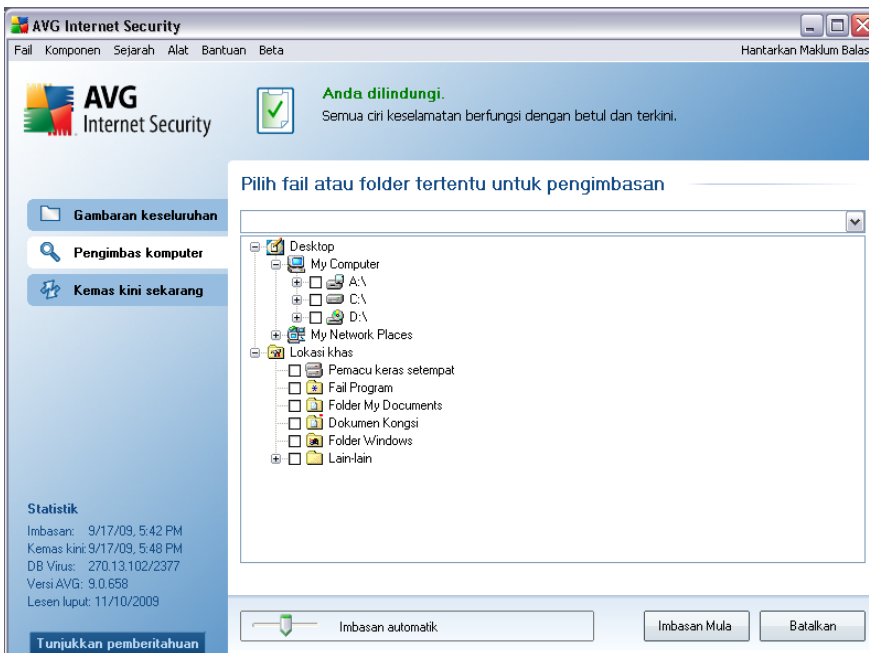 AVG Internet Security
Fail Komponen Sejarah Alat Bantuan Beta Hantarkan Maklum Balas
AVG
Internet Security
Anda dilindungi.
Semua ciri keselamatan berfungsi dengan betul dan terkini.
Gambaran keseluruhan
Pengimbas komputer
Kemas kini sekarang
Pilih fail atau folder tertentu untuk pengimbasan
Desktop
My Computer
A:\
C:\
D:\
My Network Places
Lokasi khas
Pemacu keras setempat
Fail Program
Folder My Documents
Dokumen Kongsi
Folder Windows
Lain-lain
Statistik
Imbasan: 9/17/09, 5:42 PM
Kemas kini: 9/17/09, 5:48 PM
DB Virus: 270.13.102/2377
Versi AVG: 9.0.658
Lesen luput: 11/10/2009
Tunjukkan pemberitahuan
Imbasan automatik
Imbasan Mula
Batalkan